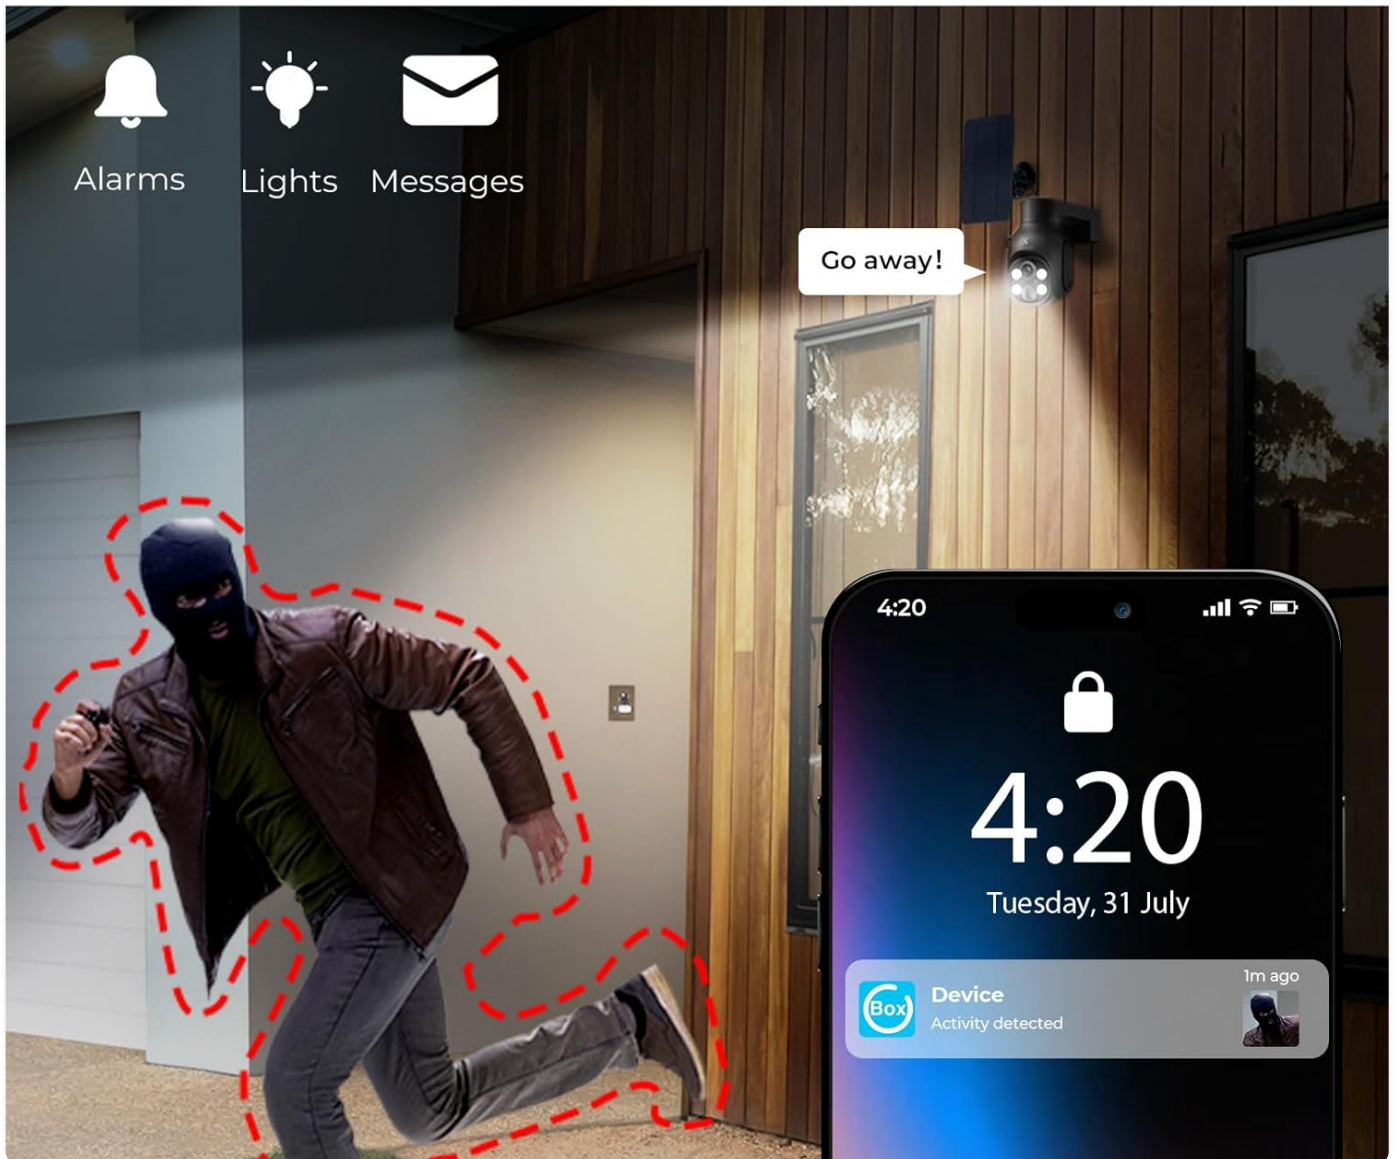 Alarms
Lights
Messages
Go away!
4:20
4:20
Tuesday, 31 July
1m ago
Box
Device
Activity detected